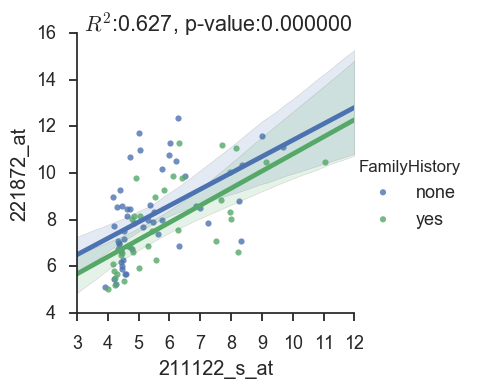 R²:0.627, p-value:0.000000
16
14
12
10
8
6
4
221872_at
3 4 5 6 7 8 9 10 11 12
211122_s_at
FamilyHistory
none
yes